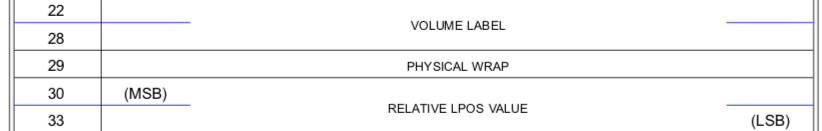 22
VOLUME LABEL
28
29 PHYSICAL WRAP
30 (MSB)
RELATIVE LPOS VALUE
33 (LSB)